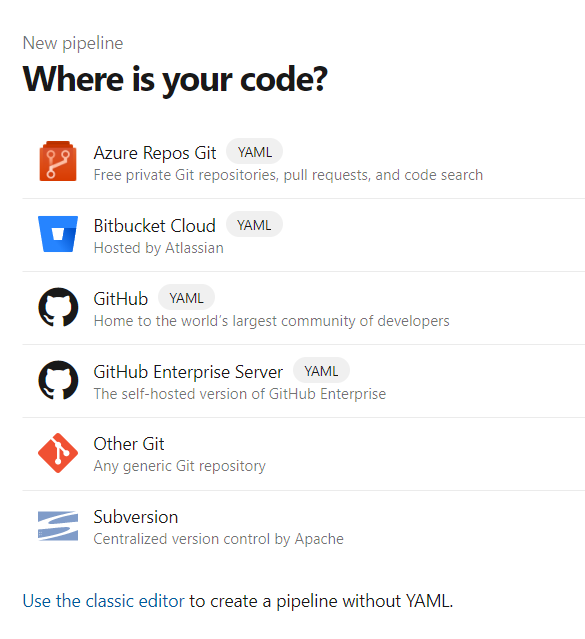 New pipeline
Where is your code?
Azure Repos Git YAML
Free private Git repositories, pull requests, and code search
Bitbucket Cloud YAML
Hosted by Atlassian
GitHub YAML
Home to the world's largest community of developers
GitHub Enterprise Server YAML
The self-hosted version of GitHub Enterprise
Other Git
Any generic Git repository
Subversion
Centralized version control by Apache
Use the classic editor to create a pipeline without YAML.